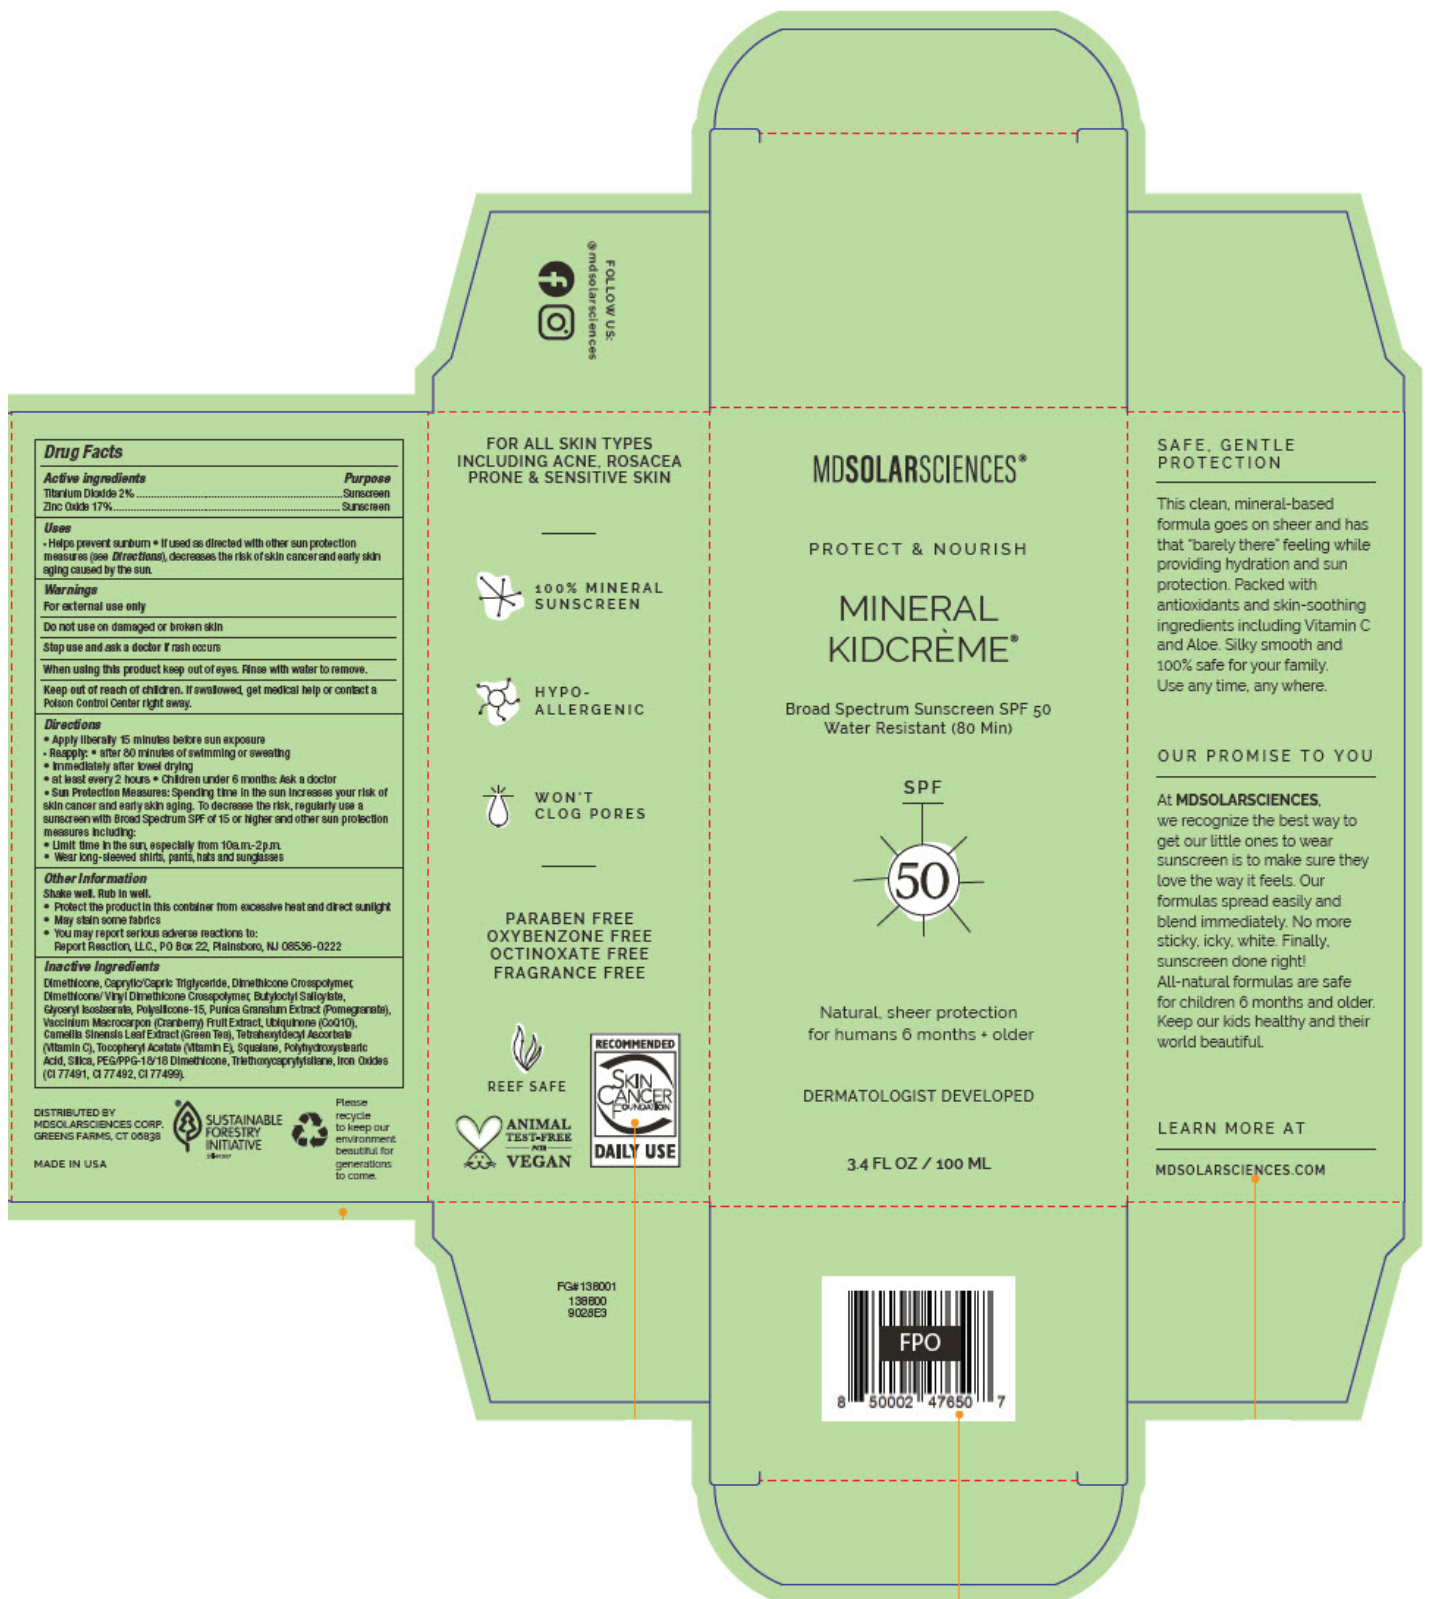 FOLLOW US:
@mdsolarsciences
Drug Facts
Active ingredients Purpose
Titanium Dioxide 2% Sunscreen
Zinc Oxide 17% Sunscreen
Uses
• Helps prevent sunburn • If used as directed with other sun protection
measures (see Directions), decreases the risk of skin cancer and early skin
aging caused by the sun.
Warnings
For external use only
Do not use on damaged or broken skin
Stop use and ask a doctor if rash occurs
When using this product keep out of eyes. Rinse with water to remove.
Keep out of reach of children. If swallowed, get medical help or contact a
Poison Control Center right away.
Directions
• Apply liberally 15 minutes before sun exposure
• Reapply: • after 80 minutes of swimming or sweating
• Immediately after towel drying
• at least every 2 hours • Children under 6 months: Ask a doctor
• Sun Protection Measures: Spending time in the sun increases your risk of
skin cancer and early skin aging. To decrease the risk, regularly use a
sunscreen with Broad Spectrum SPF of 15 or higher and other sun protection
measures including:
• Limit time in the sun, especially from 10a.m.-2p.m.
• Wear long-sleeved shirts, pants, hats and sunglasses
Other Information
Shake well. Rub in well.
• Protect the product in this container from excessive heat and direct sunlight
• May stain some fabrics
• You may report serious adverse reactions to:
Report Reaction, LLC., PO Box 22, Plainsboro, NJ 08536-0222
Inactive Ingredients
Dimethicone, Caprylic/Capric Triglyceride, Dimethicone Crosspolymer,
Dimethicone/Vinyl Dimethicone Crosspolymer, Butyloctyl Salicylate,
Glyceryl Isostearate, Polysilicone-15, Punica Granatum Extract (Pomegranate),
Vaccinium Macrocarpon (Cranberry) Fruit Extract, Ubiquinone (CoQ10),
Camellia Sinensis Leaf Extract (Green Tea), Tetrahexyldecyl Ascorbate
(Vitamin C), Tocopheryl Acetate (Vitamin E), Squalane, Polyhydroxystearic
Acid, Silica, PEG/PPG-18/18 Dimethicone, Triethoxycaprylylsilane, Iron Oxides
(CI 77491, CI 77492, CI 77499).
DISTRIBUTED BY
MDSOLARSCIENCES CORP.
GREENS FARMS, CT 06838
MADE IN USA
SUSTAINABLE
FORESTRY
INITIATIVE
Please
recycle
to keep our
environment
beautiful for
generations
to come.
FOR ALL SKIN TYPES
INCLUDING ACNE, ROSACEA
PRONE & SENSITIVE SKIN
100% MINERAL
SUNSCREEN
HYPO-
ALLERGENIC
WON'T
CLOG PORES
PARABEN FREE
OXYBENZONE FREE
OCTINOXATE FREE
FRAGRANCE FREE
REEF SAFE
ANIMAL
TEST-FREE
AND
VEGAN
RECOMMENDED
SKIN
CANCER
FOUNDATION
DAILY USE
FG#138001
138800
9028E3
MDSOLARSCIENCES®
PROTECT & NOURISH
MINERAL
KIDCRÈME®
Broad Spectrum Sunscreen SPF 50
Water Resistant (80 Min)
SPF
50
Natural, sheer protection
for humans 6 months + older
DERMATOLOGIST DEVELOPED
3.4 FL OZ / 100 ML
FPO
8 50002 47650 7
SAFE, GENTLE
PROTECTION
This clean, mineral-based
formula goes on sheer and has
that "barely there" feeling while
providing hydration and sun
protection. Packed with
antioxidants and skin-soothing
ingredients including Vitamin C
and Aloe. Silky smooth and
100% safe for your family.
Use any time, any where.
OUR PROMISE TO YOU
At MDSOLARSCIENCES,
we recognize the best way to
get our little ones to wear
sunscreen is to make sure they
love the way it feels. Our
formulas spread easily and
blend immediately. No more
sticky, icky, white. Finally,
sunscreen done right!
All-natural formulas are safe
for children 6 months and older.
Keep our kids healthy and their
world beautiful.
LEARN MORE AT
MDSOLARSCIENCES.COM